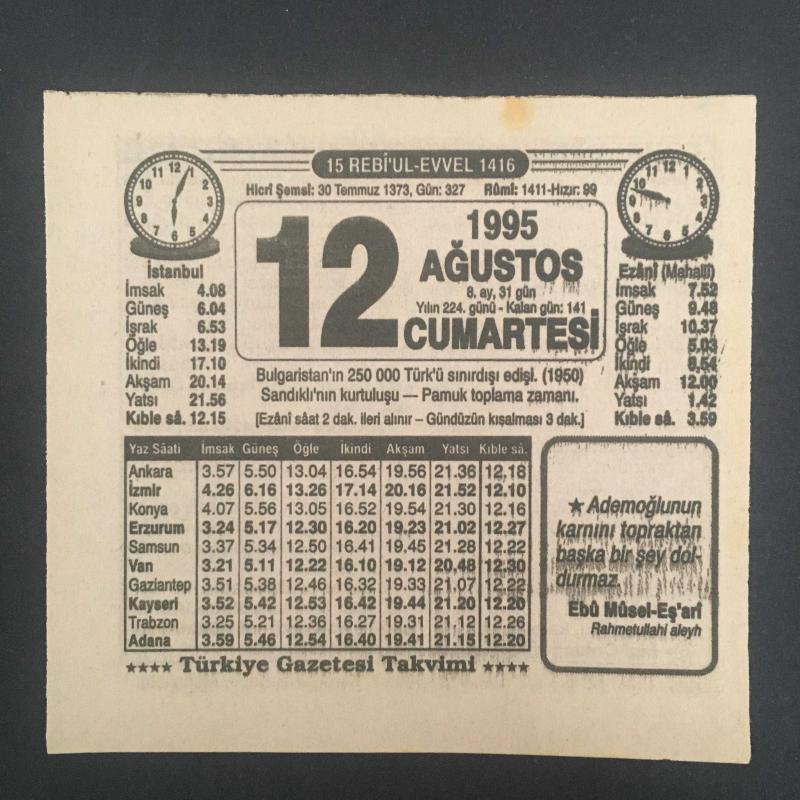 15 REBİ'UL-EVVEL 1416
Hicrî Şemsî: 30 Temmuz 1373, Gün: 327 Rûmî: 1411-Hızır: 99
12
1995
AĞUSTOS
8. ay, 31 gün
Yılın 224. günü - Kalan gün: 141
CUMARTESİ
İstanbul
İmsak 4.08
Güneş 6.04
İşrak 6.53
Öğle 13.19
İkindi 17.10
Akşam 20.14
Yatsı 21.56
Kıble sâ. 12.15
Ezânî (Mahallî)
İmsak 7.52
Güneş 9.48
İşrak 10.37
Öğle 5.03
İkindi 8.54
Akşam 12.00
Yatsı 1.42
Kıble sâ. 3.59
Bulgaristan'ın 250 000 Türk'ü sınırdışı edişi. (1950)
Sandıklı'nın kurtuluşu — Pamuk toplama zamanı.
[Ezânî sâat 2 dak. ileri alınır – Gündüzün kısalması 3 dak.]
Yaz Sâati İmsak Güneş Öğle İkindi Akşam Yatsı Kıble sâ.
Ankara 3.57 5.50 13.04 16.54 19.56 21.36 12.18
İzmir 4.26 6.16 13.26 17.14 20.16 21.52 12.10
Konya 4.07 5.56 13.05 16.52 19.54 21.30 12.16
Erzurum 3.24 5.17 12.30 16.20 19.23 21.02 12.27
Samsun 3.37 5.34 12.50 16.41 19.45 21.28 12.22
Van 3.21 5.11 12.22 16.10 19.12 20.48 12.30
Gaziantep 3.51 5.38 12.46 16.32 19.33 21.07 12.22
Kayseri 3.52 5.42 12.53 16.42 19.44 21.20 12.20
Trabzon 3.25 5.21 12.36 16.27 19.31 21.12 12.26
Adana 3.59 5.46 12.54 16.40 19.41 21.15 12.20
★★★★ Türkiye Gazetesi Takvimi ★★★★
★ Ademoğlunun
karnını topraktan
başka bir şey dol-
durmaz.
Ebû Mûsel-Eş'arî
Rahmetullahi aleyh